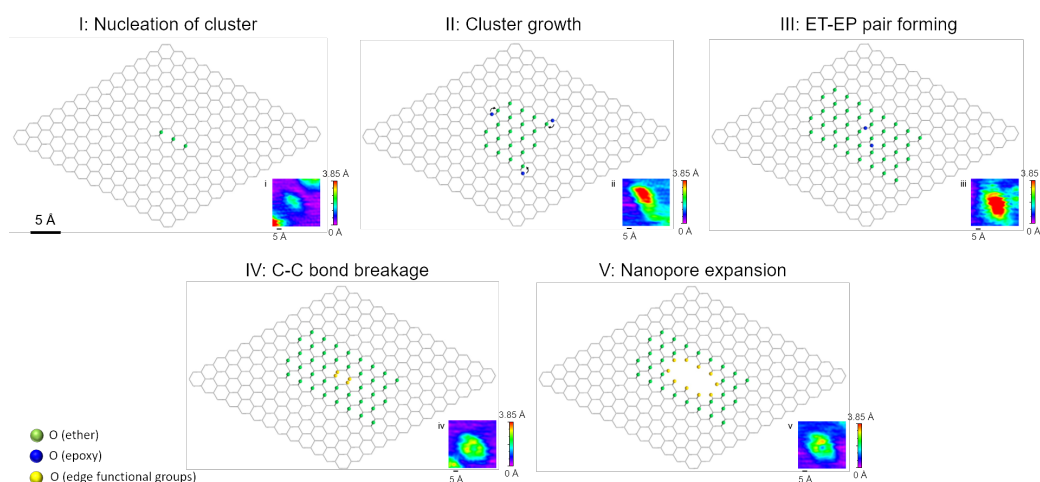 I: Nucleation of cluster
II: Cluster growth
III: ET-EP pair forming
i
3.85 Å
0 Å
5 Å
5 Å
ii
3.85 Å
0 Å
5 Å
iii
3.85 Å
0 Å
5 Å
IV: C-C bond breakage
V: Nanopore expansion
iv
3.85 Å
0 Å
5 Å
v
3.85 Å
0 Å
5 Å
O (ether)
O (epoxy)
O (edge functional groups)